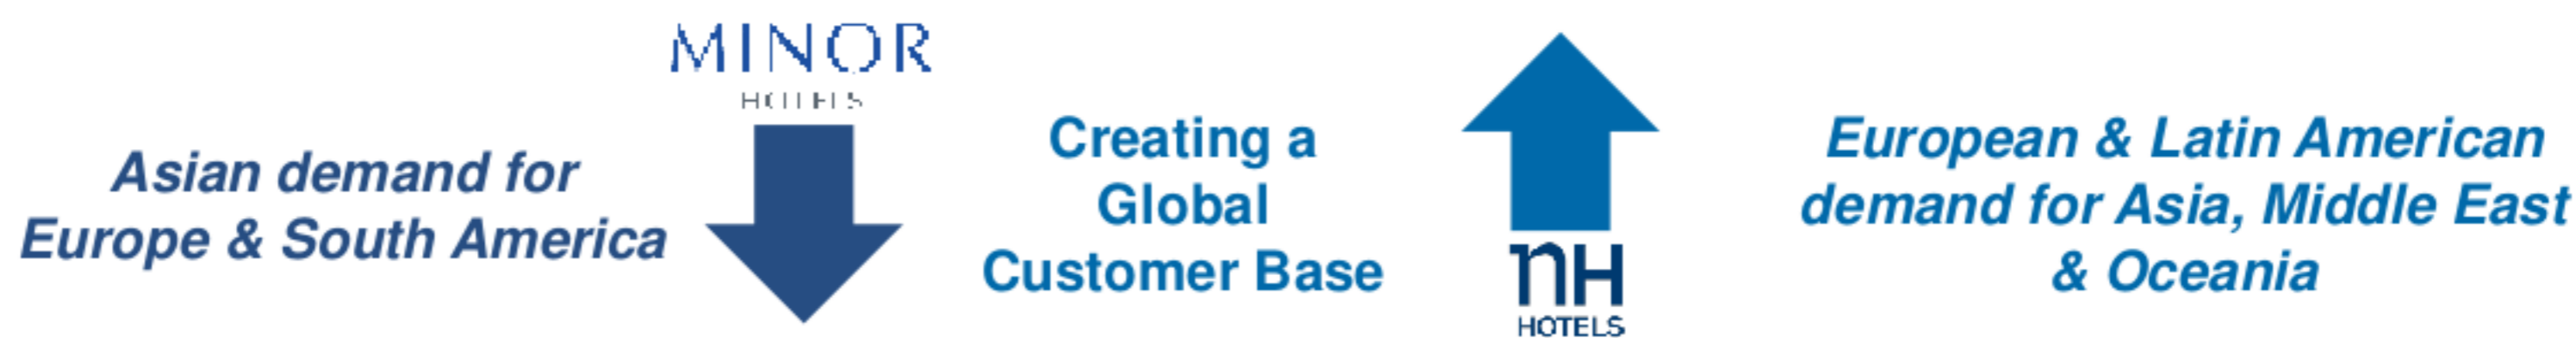 MINOR
HOTELS
Asian demand for
Europe & South America
Creating a
Global
Customer Base
nH
HOTELS
European & Latin American
demand for Asia, Middle East
& Oceania